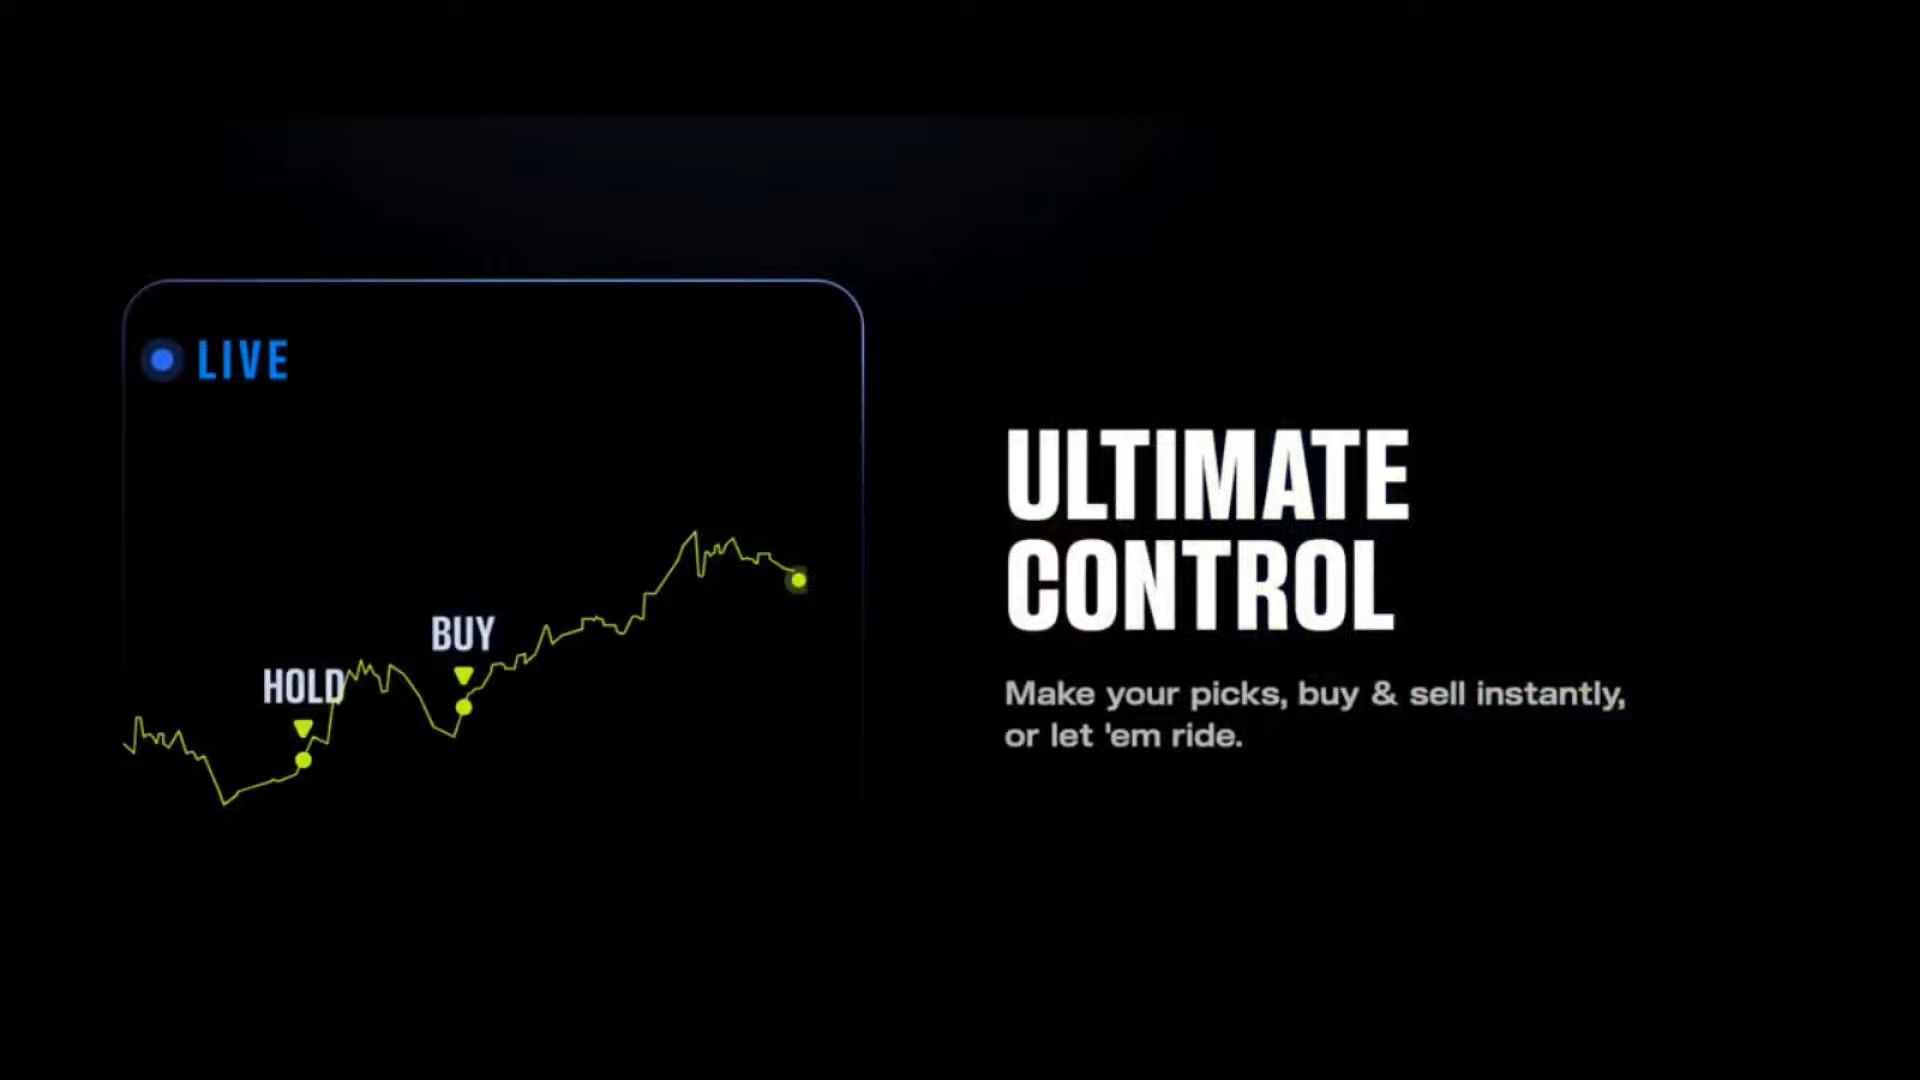 LIVE
BUY
HOLD
ULTIMATE
CONTROL
Make your picks, buy & sell instantly,
or let 'em ride.